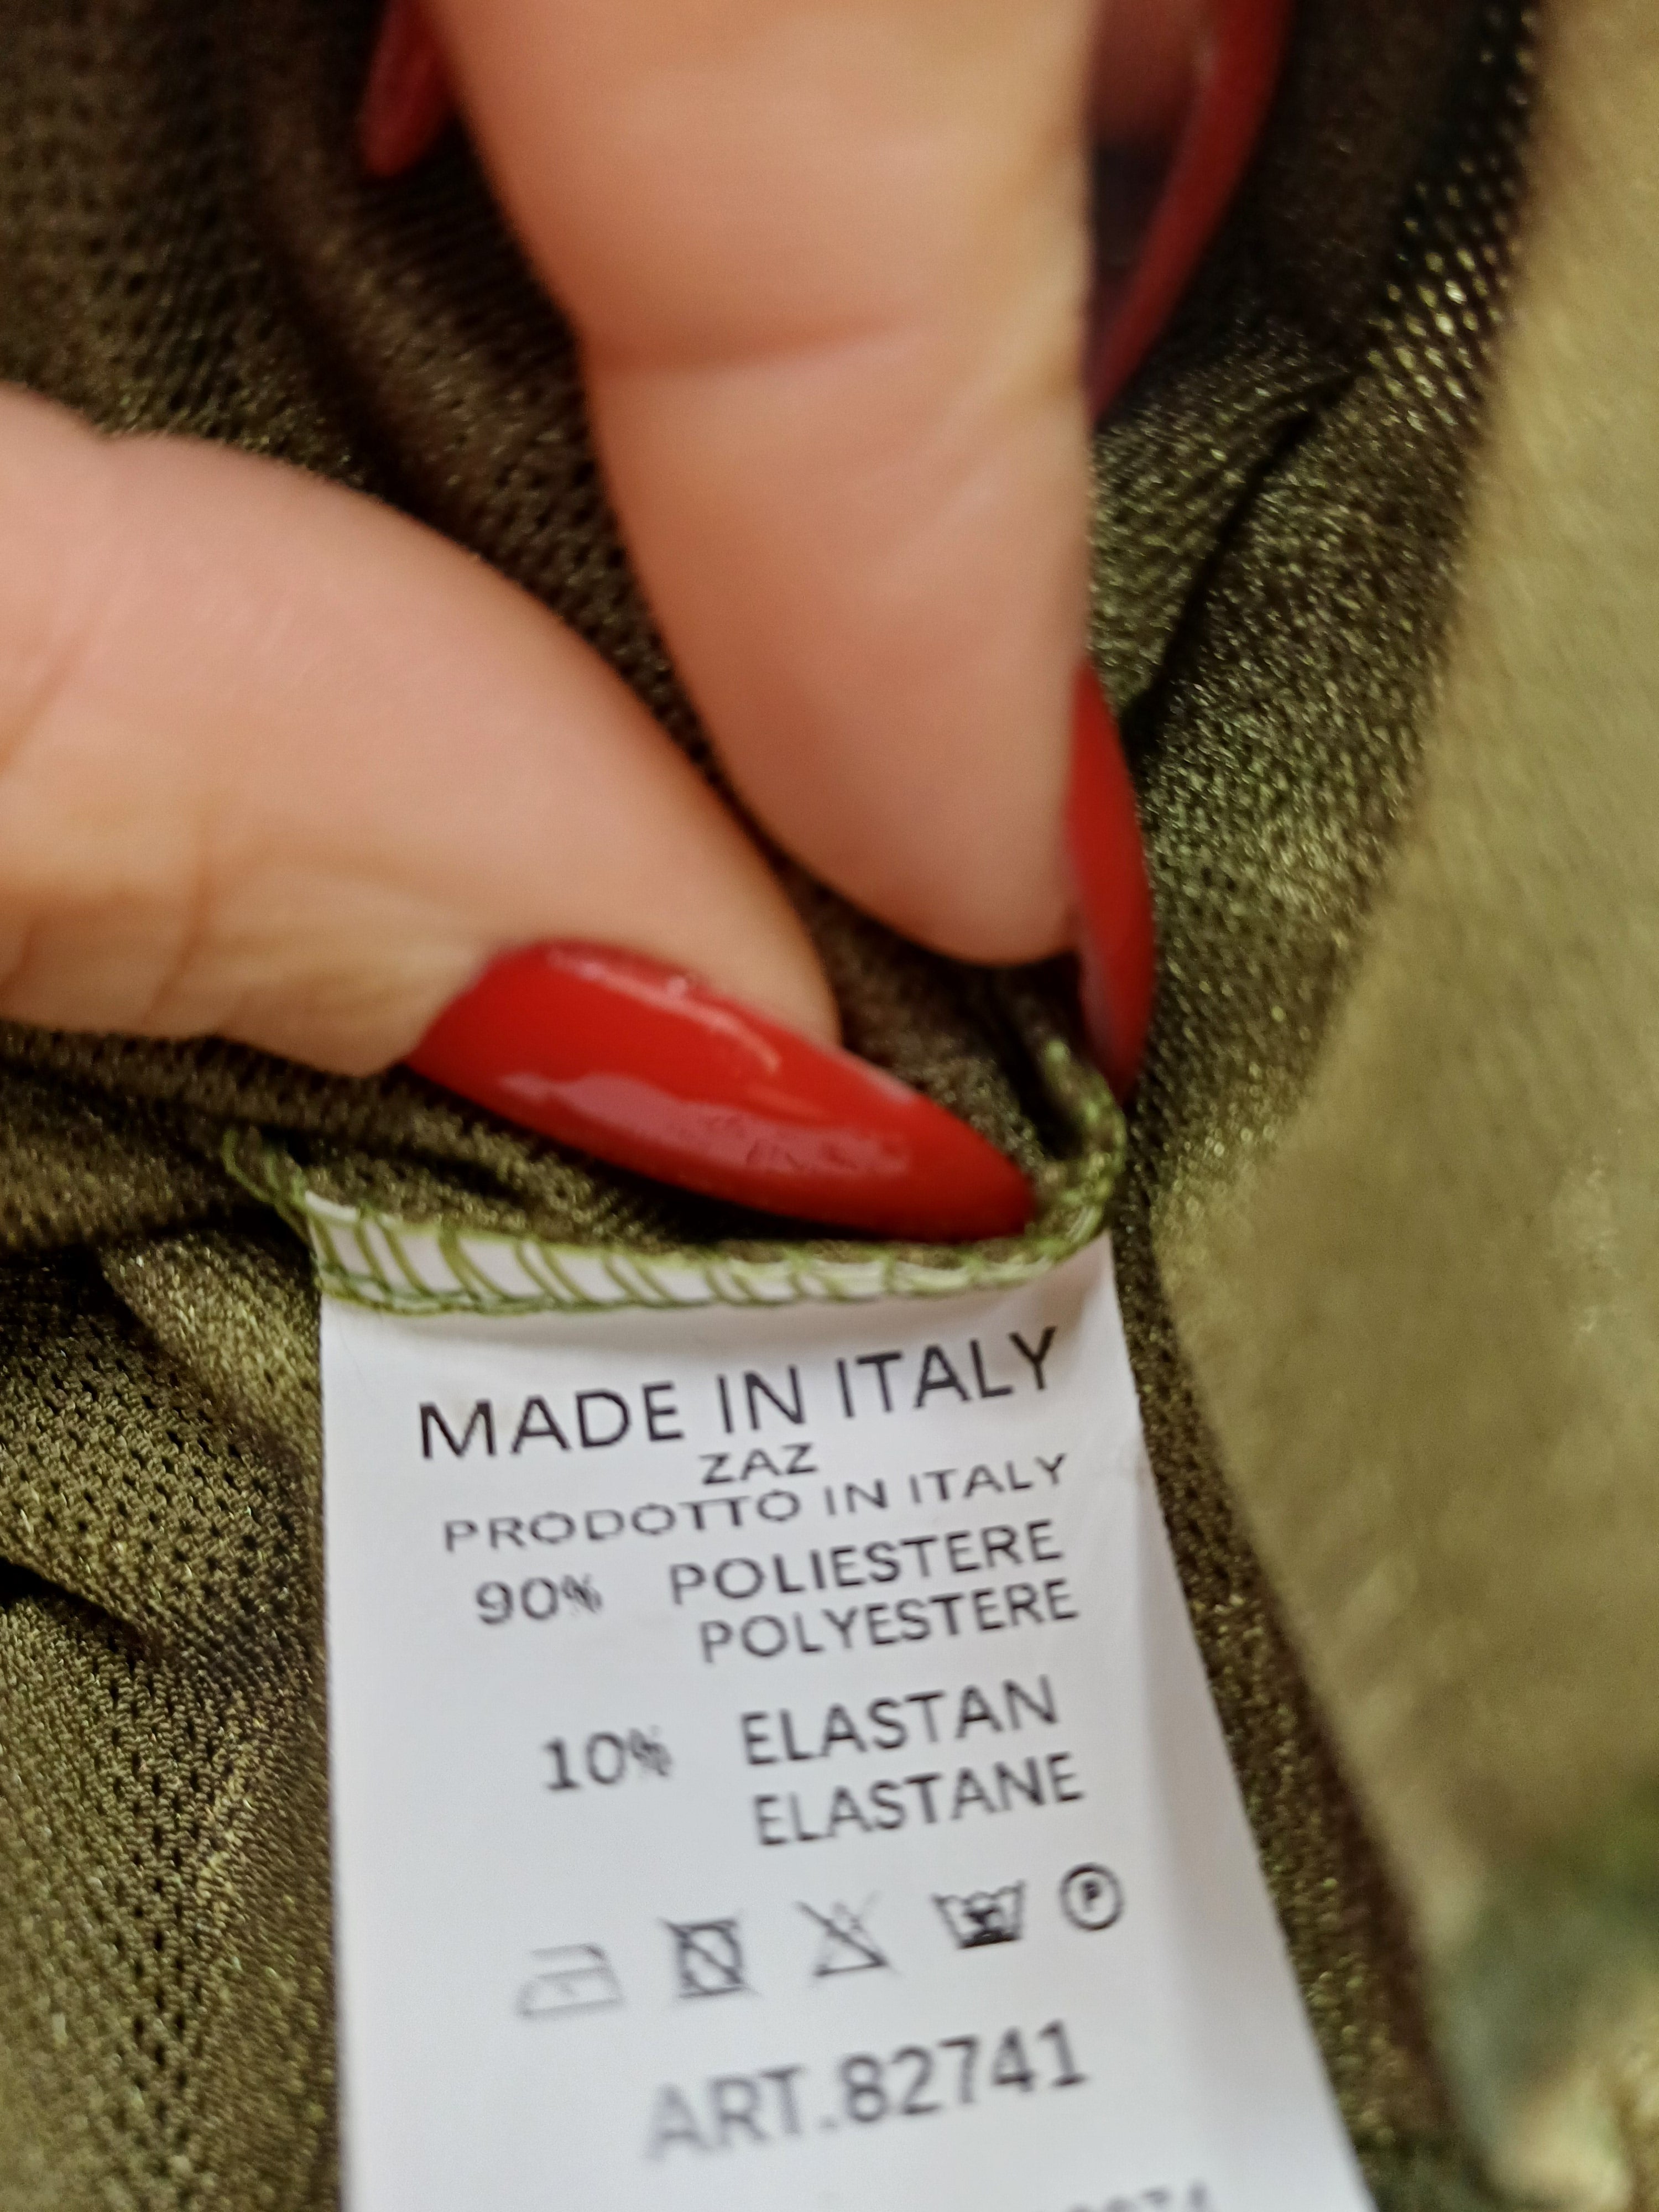 MADE IN ITALY
ZAZ
PRODOTTO IN ITALY
90% POLIESTERE
POLYESTERE
10% ELASTAN
ELASTANE
P
ART.82741